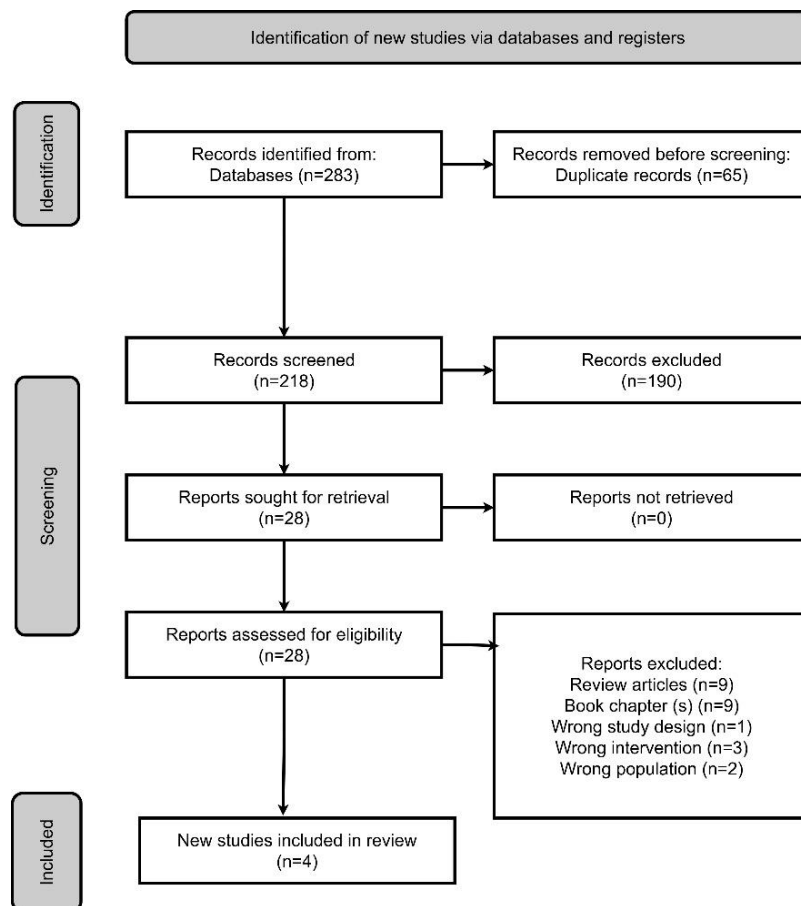 Identification of new studies via databases and registers
Identification
Records identified from:
Databases (n=283)
Records removed before screening:
Duplicate records (n=65)
Screening
Records screened
(n=218)
Records excluded
(n=190)
Reports sought for retrieval
(n=28)
Reports not retrieved
(n=0)
Reports assessed for eligibility
(n=28)
Reports excluded:
Review articles (n=9)
Book chapter (s) (n=9)
Wrong study design (n=1)
Wrong intervention (n=3)
Wrong population (n=2)
Included
New studies included in review
(n=4)